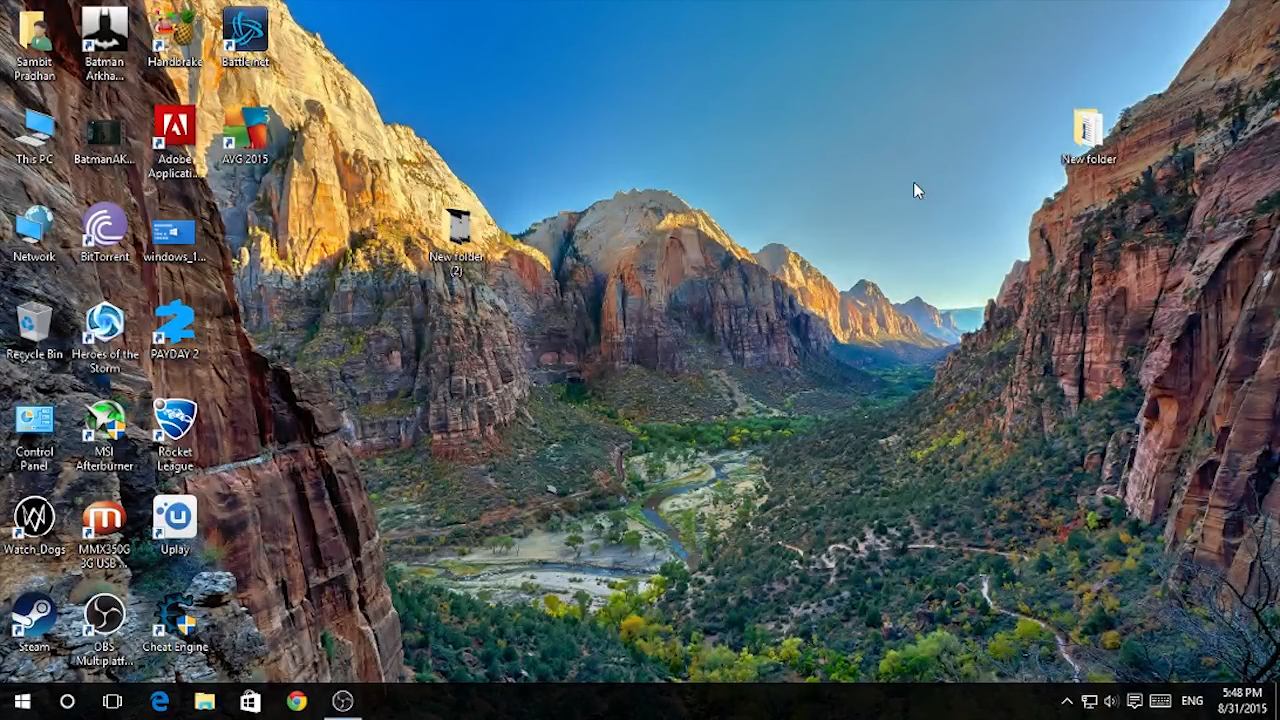 Sambit
Pradhan
Batman
Arkha...
Handbrake
Battle.net
This PC
BatmanAK...
Adobe
Applicati...
AVG 2015
New folder
Network
BitTorrent
windows_1...
New folder
(2)
Recycle Bin
Heroes of the
Storm
PAYDAY 2
Control
Panel
MSI
Afterburner
Rocket
League
Watch_Dogs
MMX350G
3G USB ...
Uplay
Steam
OBS
Multiplatf...
Cheat Engine
ENG
5:48 PM
8/31/2015